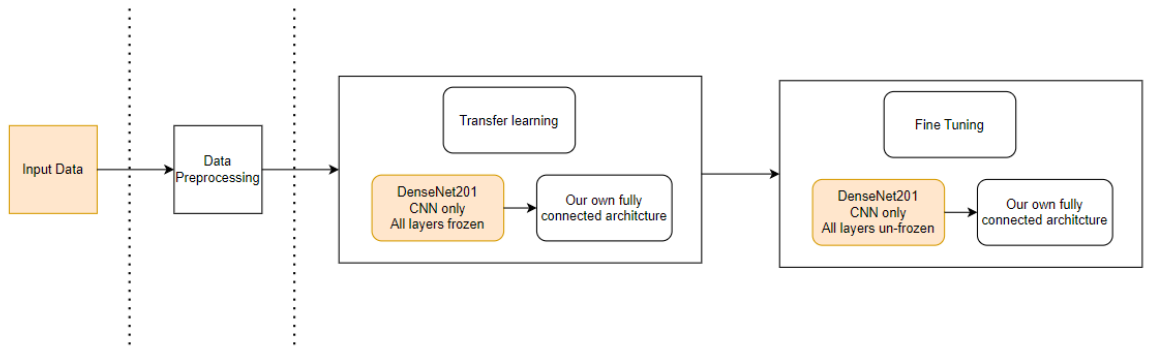 Input Data
Data
Preprocessing
Transfer learning
DenseNet201
CNN only
All layers frozen
Our own fully
connected architcture
Fine Tuning
DenseNet201
CNN only
All layers un-frozen
Our own fully
connected architcture